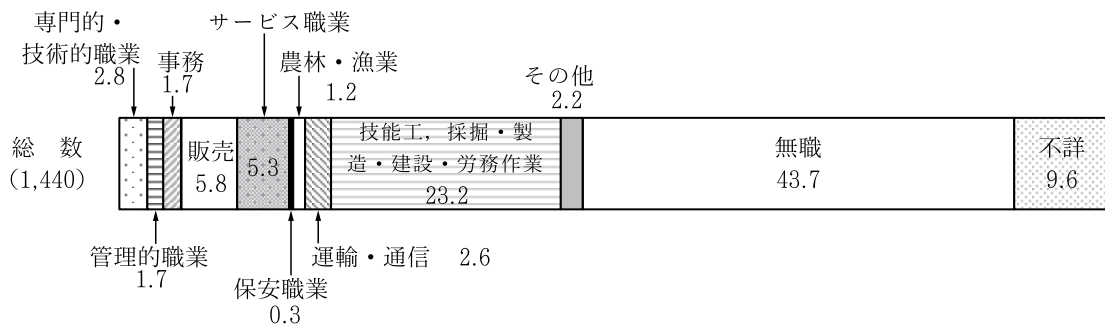 専門的・
技術的職業
2.8
事務
1.7
サービス職業
農林・漁業
1.2
その他
2.2
総数
(1,440)
販売
5.8
5.3
技能工，採掘・製
造・建設・労務作業
23.2
無職
43.7
不詳
9.6
管理的職業
1.7
保安職業
0.3
運輸・通信 2.6